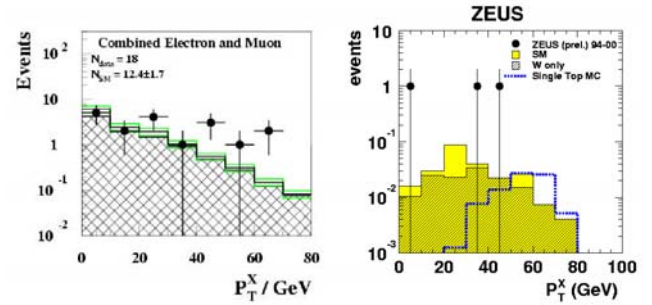 Combined Electron and Muon
N_data = 18
N_SM = 12.4±1.7
Events
10²
10
1
10⁻¹
10⁻²
0 20 40 60 80
P_T^X / GeV
ZEUS
events
10
1
10⁻¹
10⁻²
10⁻³
ZEUS (prel.) 94-00
SM
W only
Single Top MC
0 20 40 60 80 100
P_T^X (GeV)